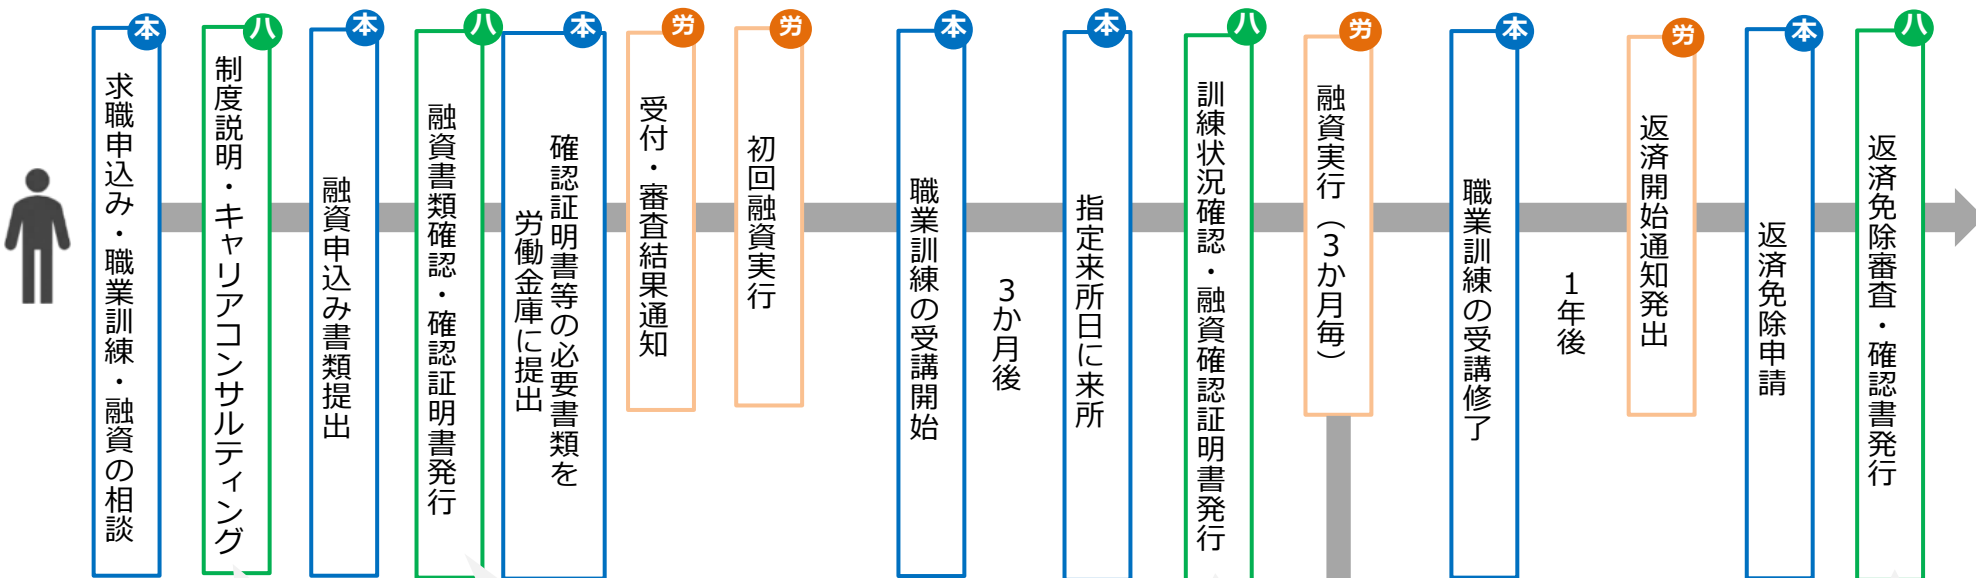 本
求職申込み・職業訓練・融資の相談
ハ
制度説明・キャリアコンサルティング
本
融資申込み書類提出
ハ
融資書類確認・確認証明書発行
本
確認証明書等の必要書類を
労働金庫に提出
労
受付・審査結果通知
労
初回融資実行
本
職業訓練の受講開始
3か月後
本
指定来所日に来所
ハ
訓練状況確認・融資確認証明書発行
労
融資実行（3か月毎）
本
職業訓練の受講修了
1年後
労
返済開始通知発出
本
返済免除申請
ハ
返済免除審査・確認書発行